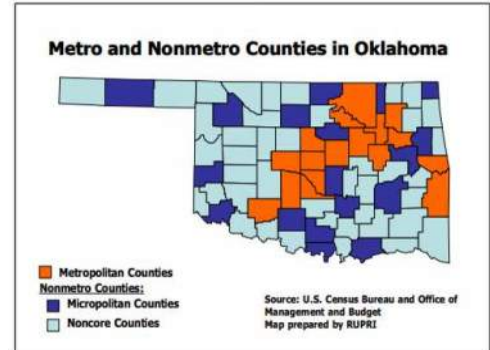 Metro and Nonmetro Counties in Oklahoma
Metropolitan Counties
Nonmetro Counties:
Micropolitan Counties
Noncore Counties
Source: U.S. Census Bureau and Office of
Management and Budget
Map prepared by RUPRI